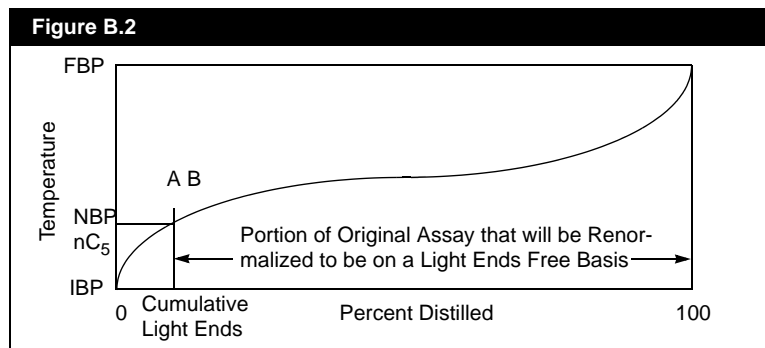 Figure B.2
FBP
Temperature
A B
NBP
nC5
Portion of Original Assay that will be Renor-
malized to be on a Light Ends Free Basis
IBP
0
Cumulative
Light Ends
Percent Distilled
100